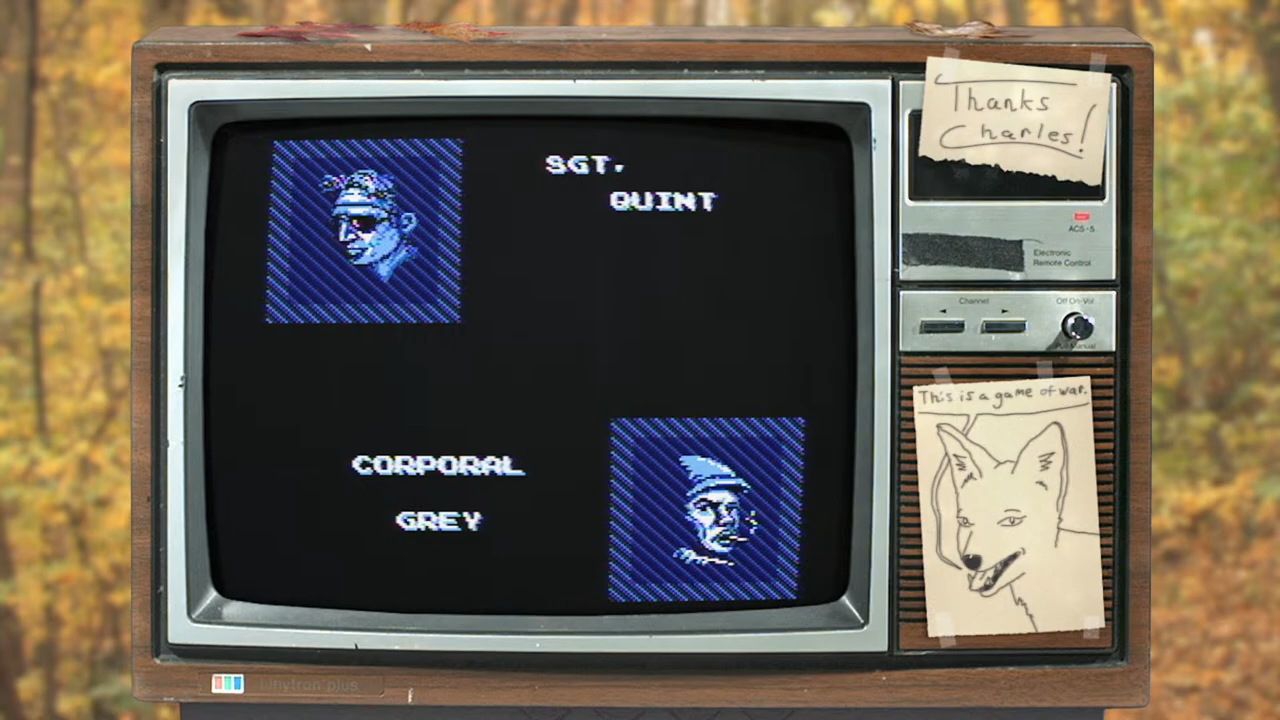 SGT.
QUINT
CORPORAL
GREY
Thanks
Charles!
ACS-5
Electronic
Remote Control
Channel
Off On-Vol
This is a game of war.